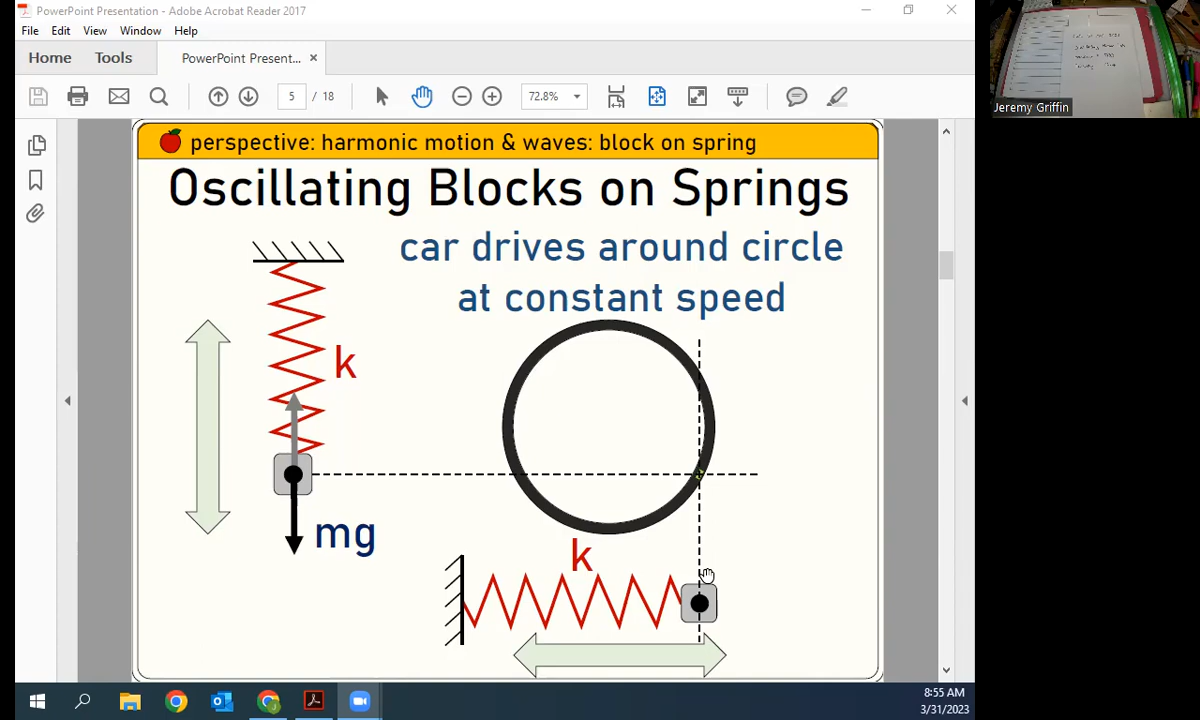 PowerPoint Presentation - Adobe Acrobat Reader 2017
File Edit View Window Help
Home Tools PowerPoint Present... ×
5 / 18 72.8%
perspective: harmonic motion & waves: block on spring
Oscillating Blocks on Springs
car drives around circle
at constant speed
k
mg
k
Jeremy Griffin
8:55 AM
3/31/2023